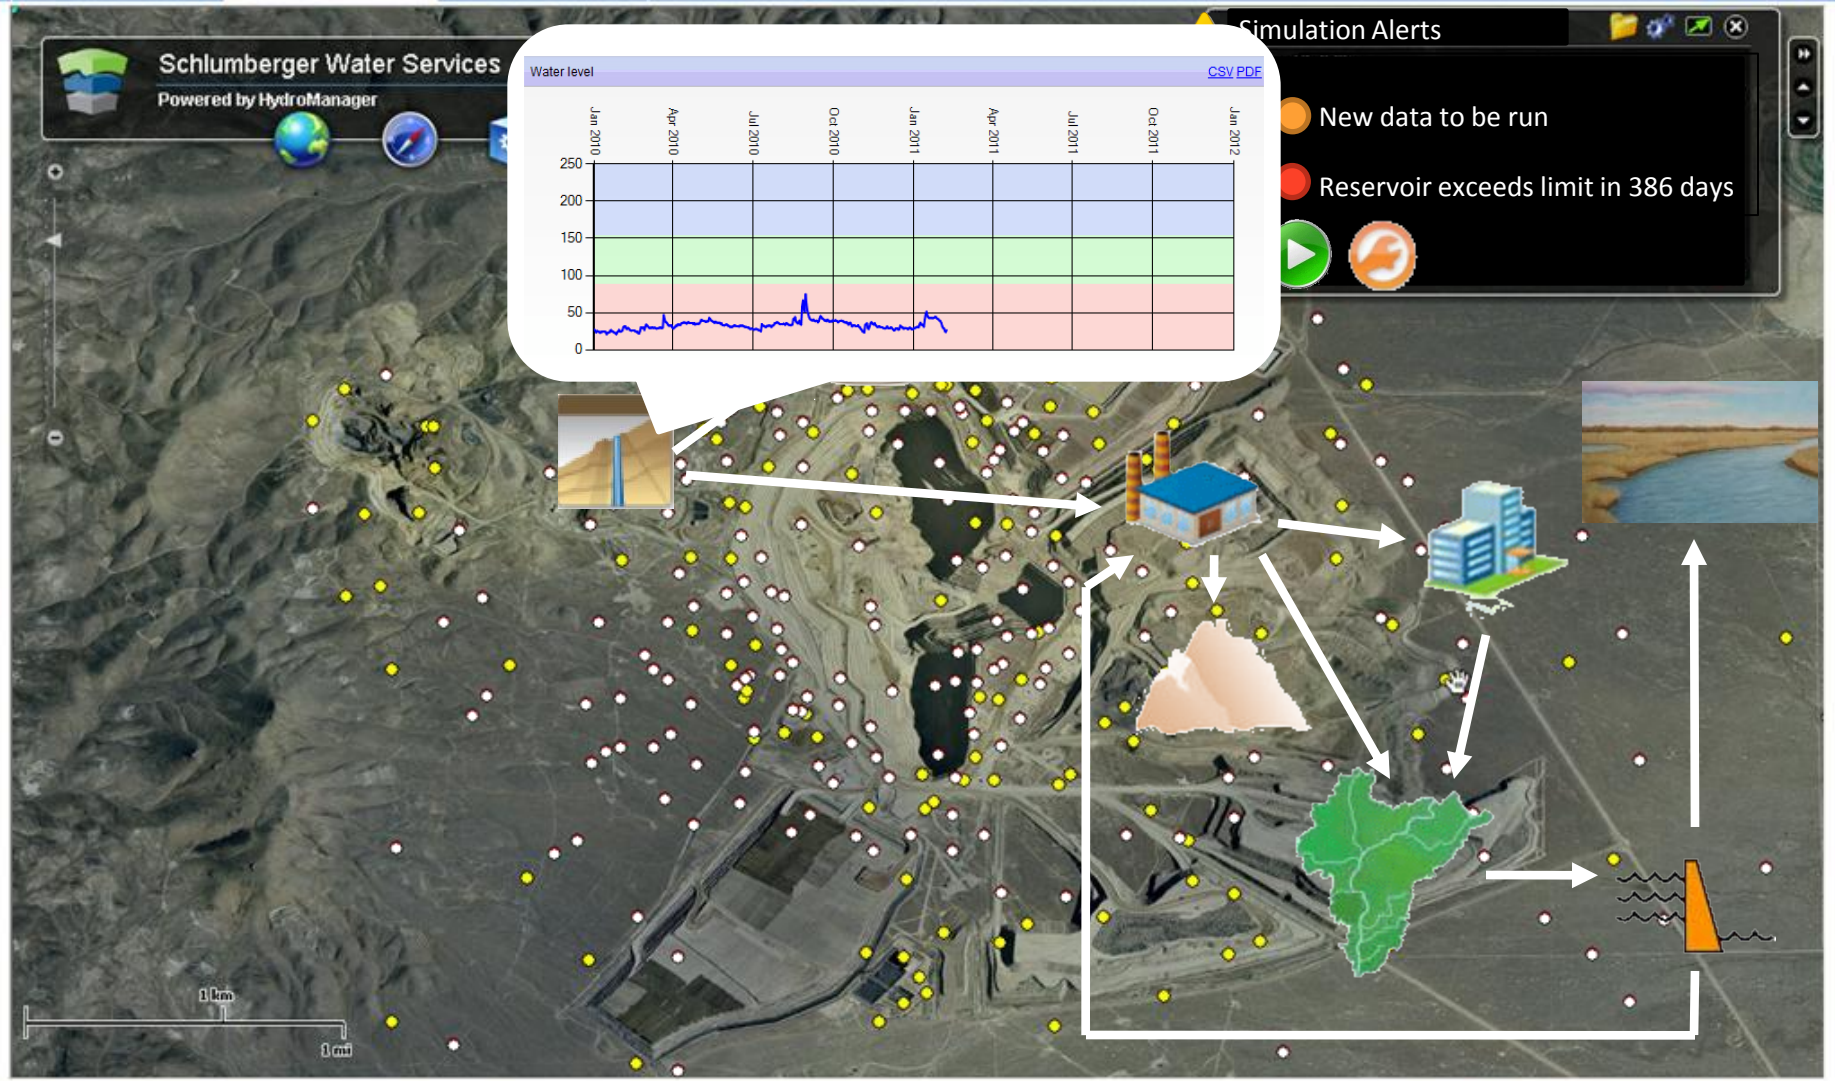 Schlumberger Water Services
Powered by HydroManager
Water level
CSV PDF
Jan 2010
Apr 2010
Jul 2010
Oct 2010
Jan 2011
Apr 2011
Jul 2011
Oct 2011
Jan 2012
250
200
150
100
50
0
Simulation Alerts
New data to be run
Reservoir exceeds limit in 386 days
1 km
1 mi